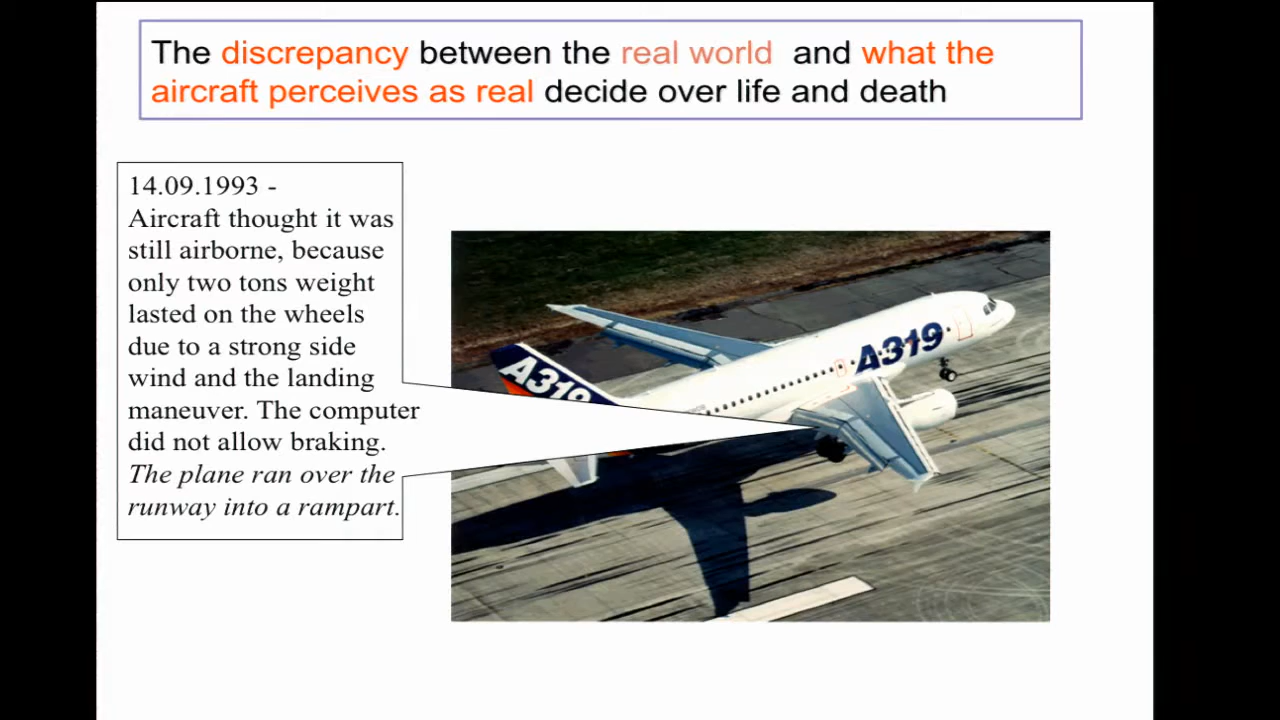 The discrepancy between the real world and what the
aircraft perceives as real decide over life and death
14.09.1993 -
Aircraft thought it was
still airborne, because
only two tons weight
lasted on the wheels
due to a strong side
wind and the landing
maneuver. The computer
did not allow braking.
The plane ran over the
runway into a rampart.
A319
A319